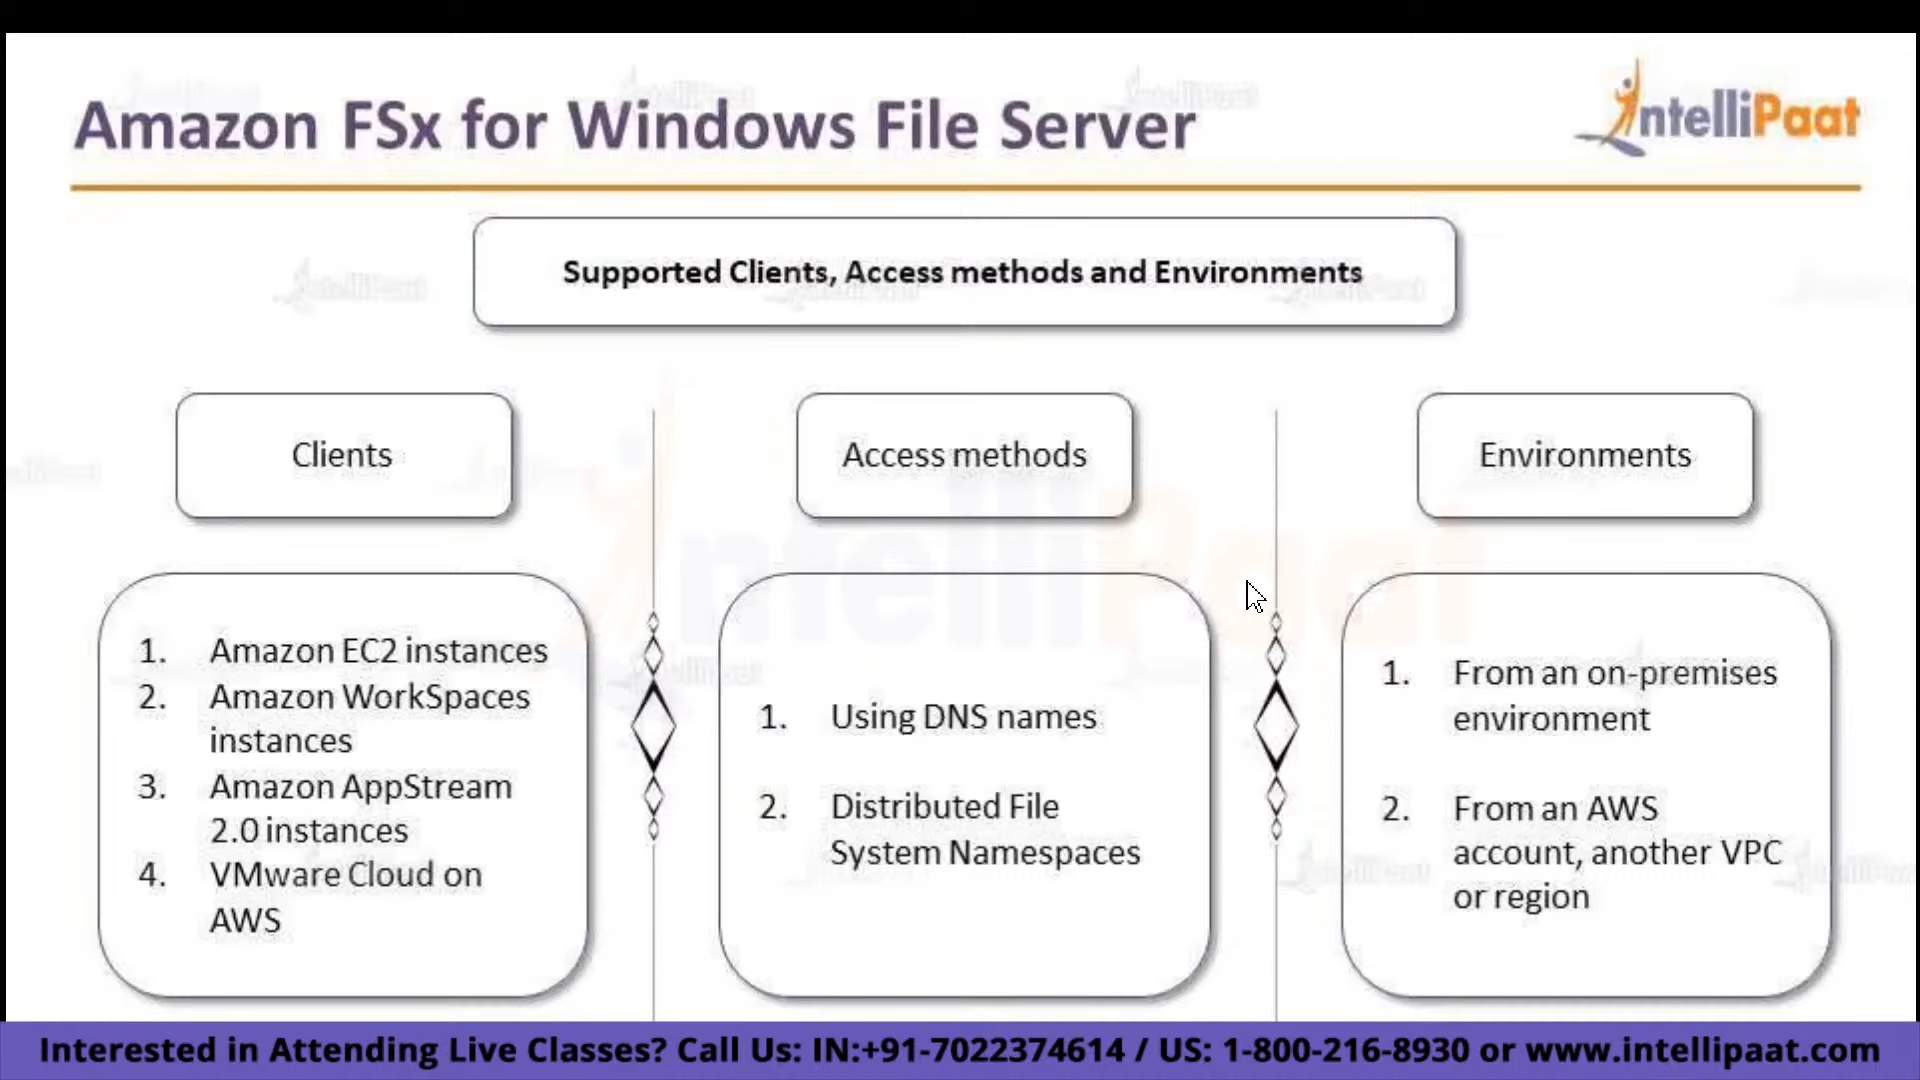 Amazon FSx for Windows File Server
IntelliPaat
Supported Clients, Access methods and Environments
Clients
Access methods
Environments
1. Amazon EC2 instances
2. Amazon WorkSpaces
instances
3. Amazon AppStream
2.0 instances
4. VMware Cloud on
AWS
1. Using DNS names
2. Distributed File
System Namespaces
1. From an on-premises
environment
2. From an AWS
account, another VPC
or region
Interested in Attending Live Classes? Call Us: IN:+91-7022374614 / US: 1-800-216-8930 or www.intellipaat.com